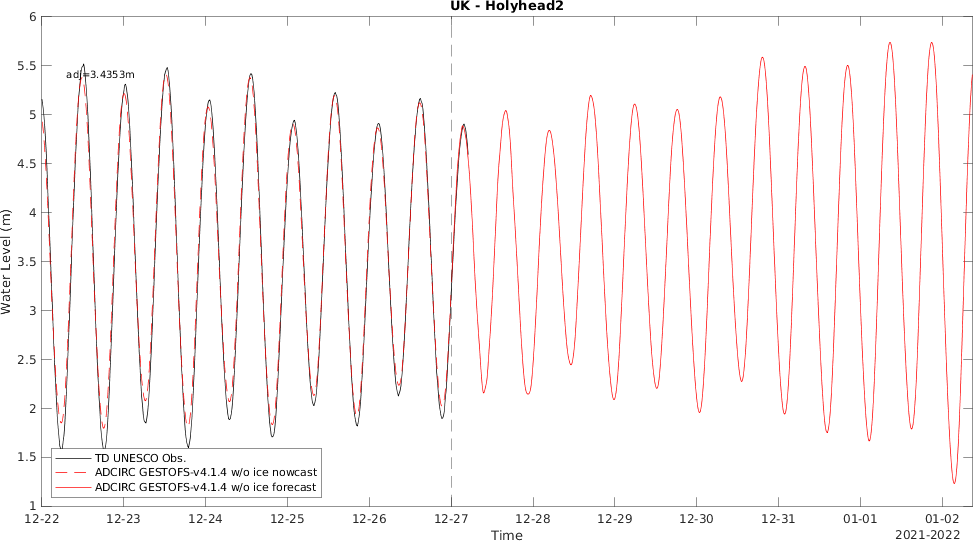 UK - Holyhead2
6
5.5
5
4.5
4
3.5
3
2.5
2
1.5
1
Water Level (m)
adj=3.4353m
TD UNESCO Obs.
ADCIRC GESTOFS-v4.1.4 w/o ice nowcast
ADCIRC GESTOFS-v4.1.4 w/o ice forecast
12-22 12-23 12-24 12-25 12-26 12-27 12-28 12-29 12-30 12-31 01-01 01-02
Time
2021-2022